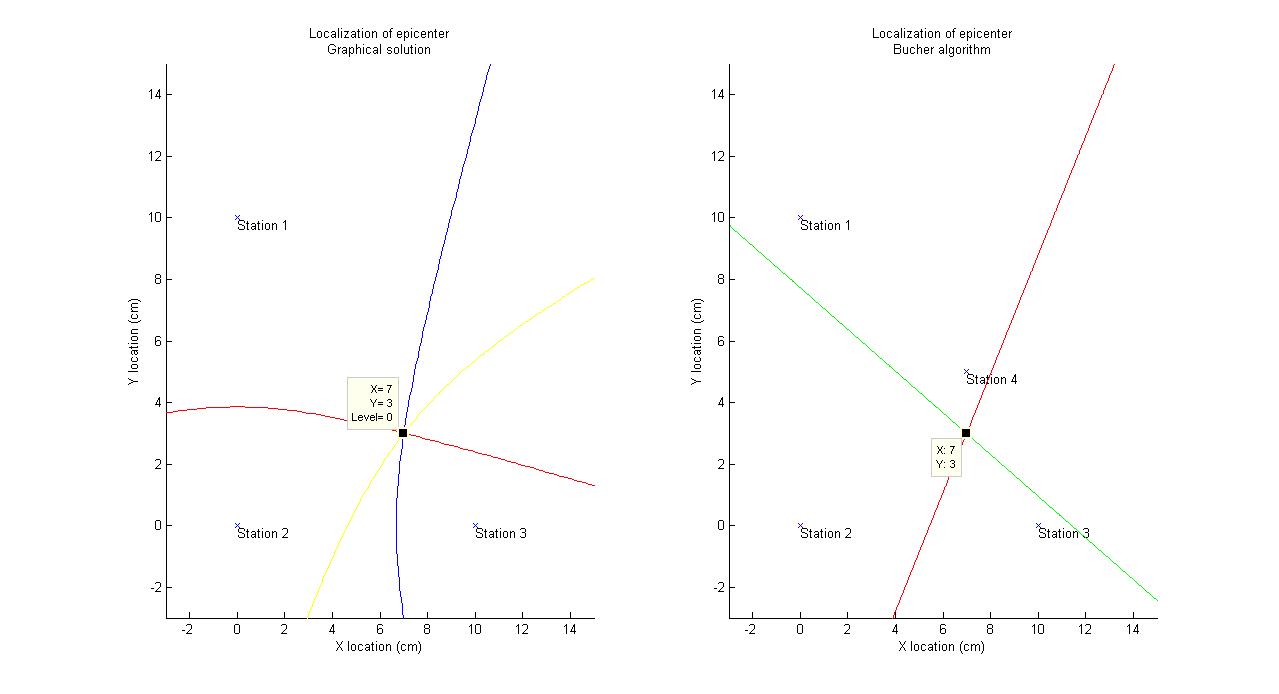 Localization of epicenter
Graphical solution
14
12
10
8
6
4
2
0
-2
Y location (cm)
Station 1
X= 7
Y= 3
Level= 0
Station 2
Station 3
-2 0 2 4 6 8 10 12 14
X location (cm)
Localization of epicenter
Bucher algorithm
14
12
10
8
6
4
2
0
-2
Y location (cm)
Station 1
Station 4
X: 7
Y: 3
Station 2
Station 3
-2 0 2 4 6 8 10 12 14
X location (cm)